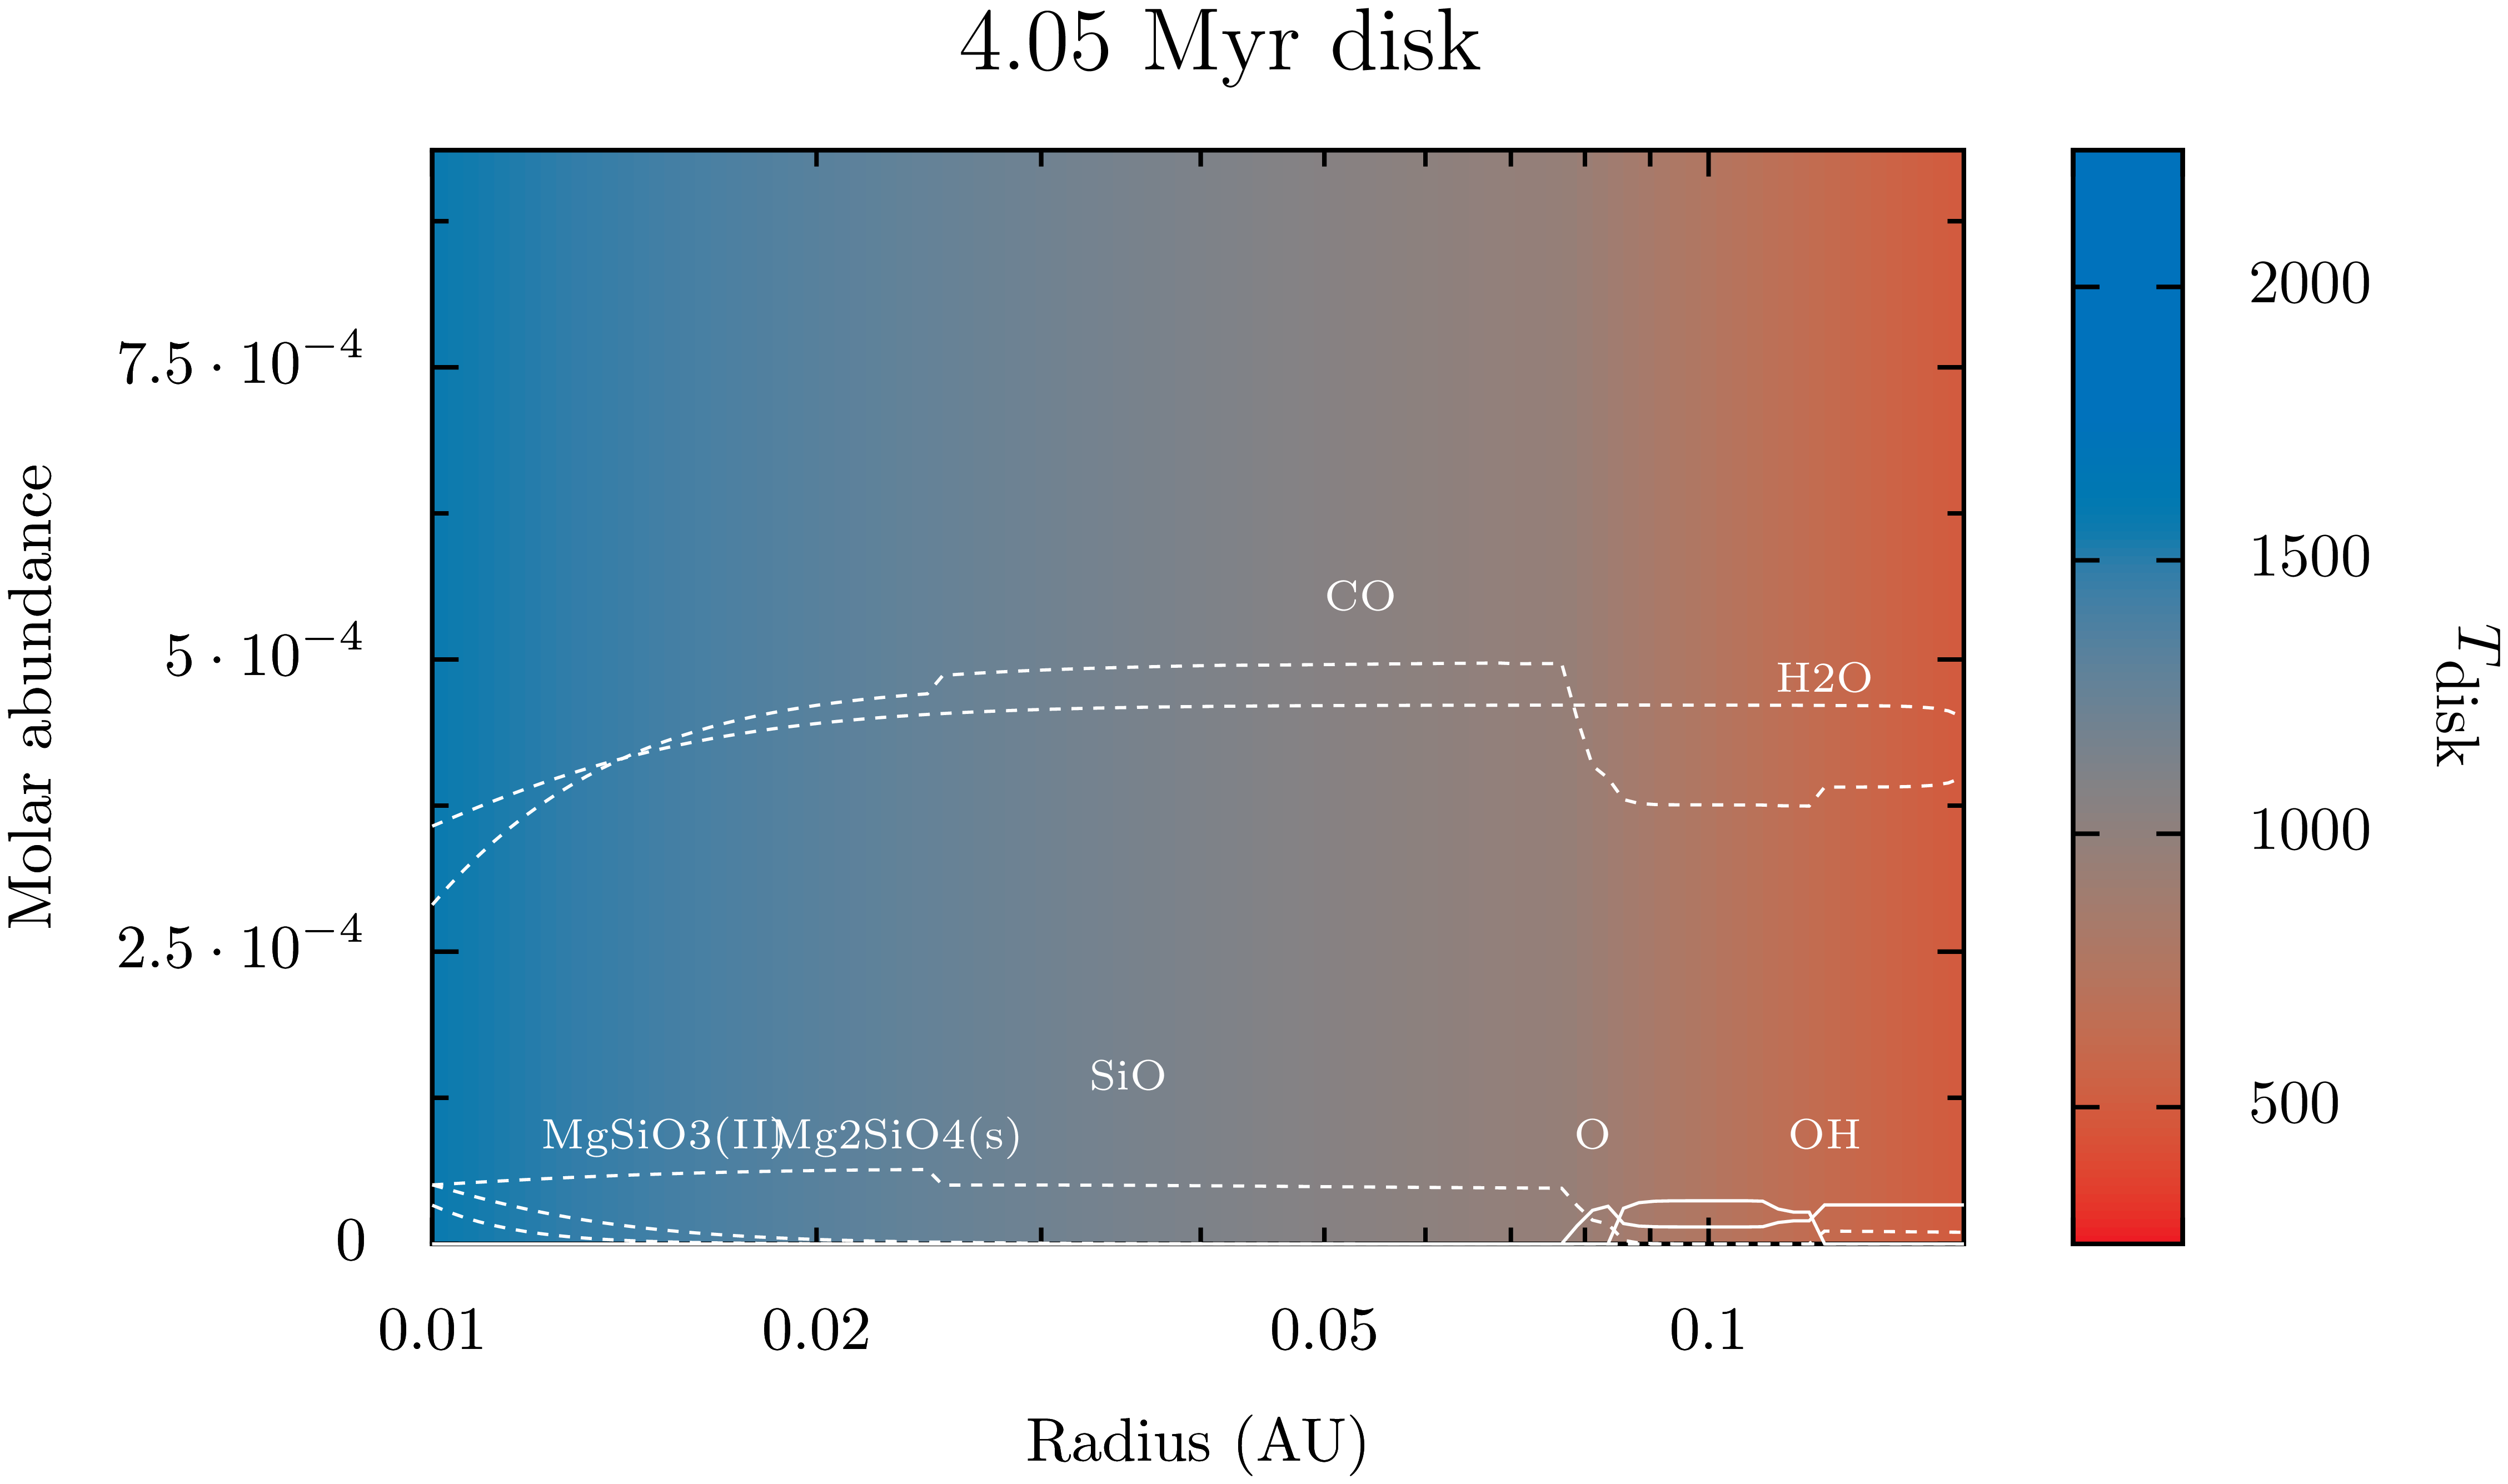 4.05 Myr disk
Molar abundance
7.5 · 10⁻⁴
5 · 10⁻⁴
2.5 · 10⁻⁴
0
CO
H2O
SiO
MgSiO3(II)
Mg2SiO4(s)
O
OH
0.01
0.02
0.05
0.1
Radius (AU)
2000
1500
1000
500
T_disk